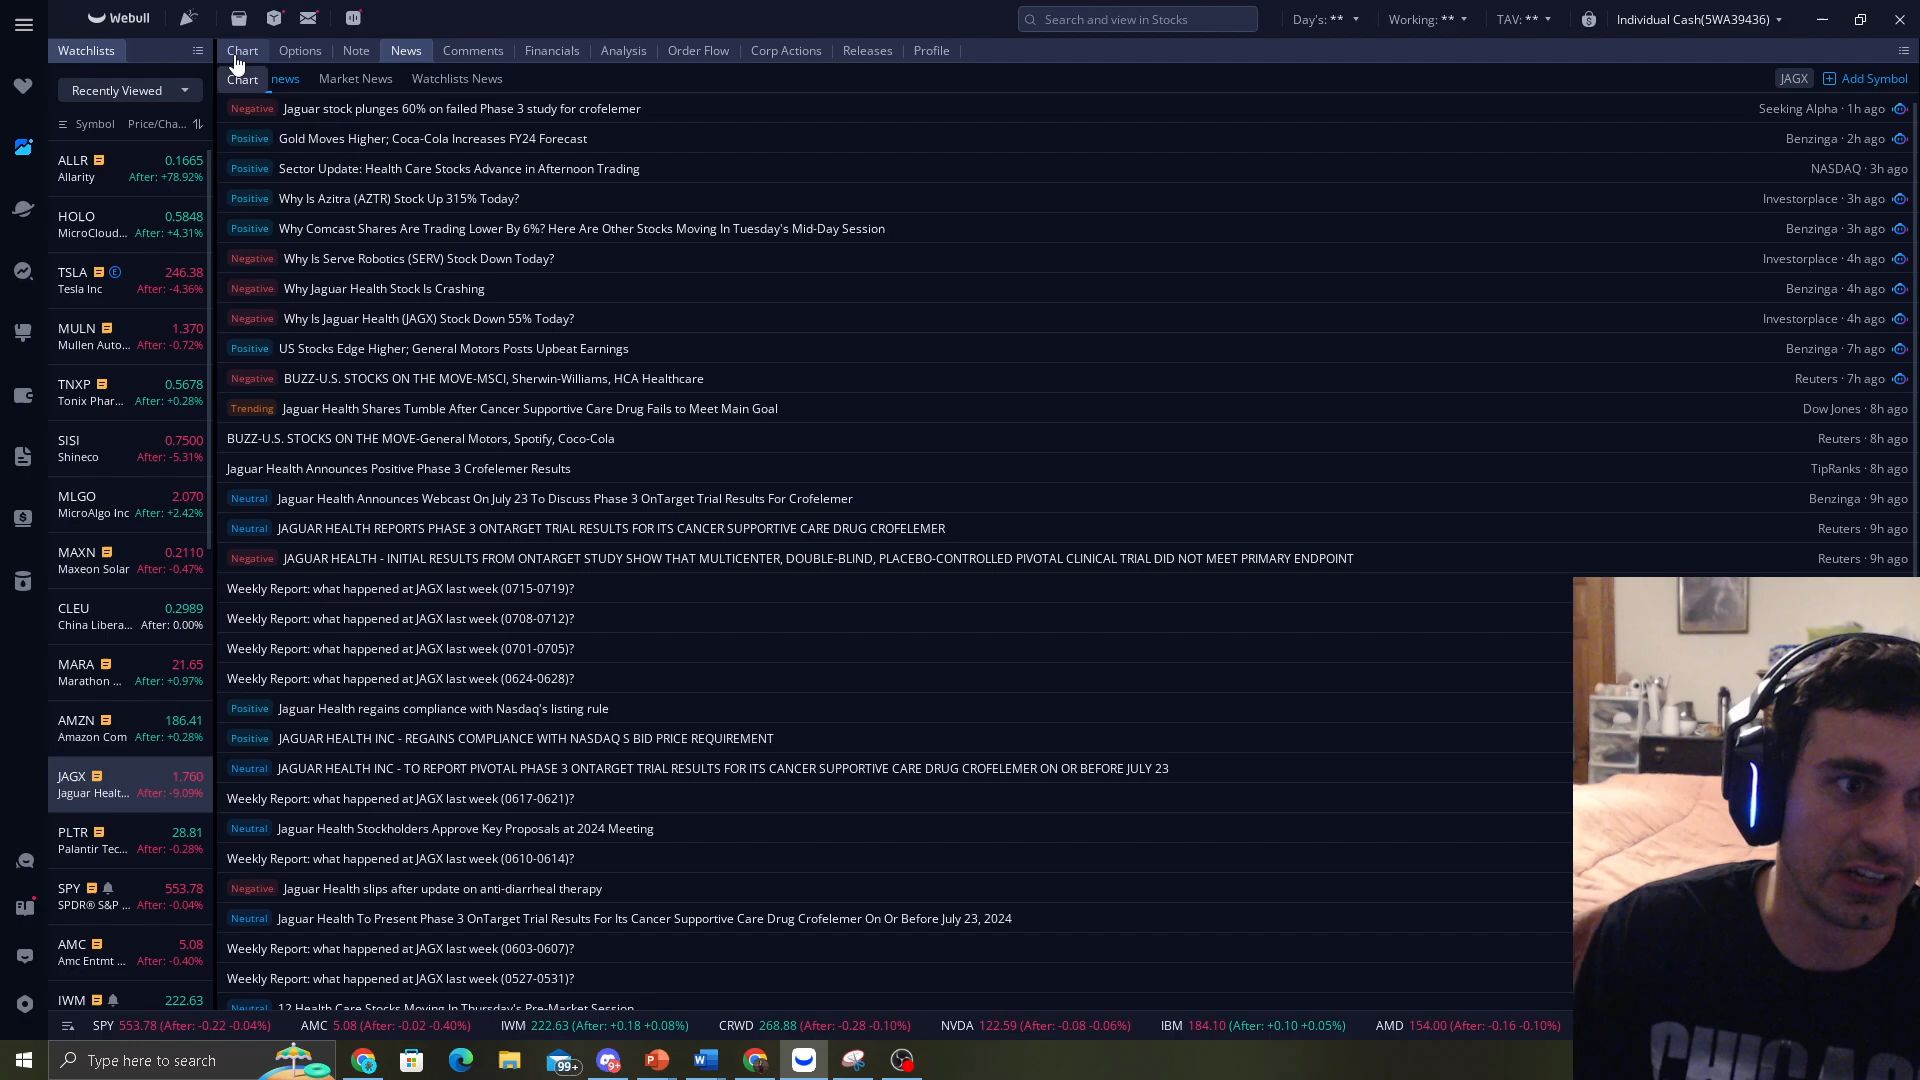 Webull
Search and view in Stocks
Day's: **
Working: **
TAV: **
Individual Cash(5WA39436)
Watchlists
Chart
Options
Note
News
Comments
Financials
Analysis
Order Flow
Corp Actions
Releases
Profile
Chart
news
Market News
Watchlists News
JAGX
Add Symbol
Recently Viewed
Symbol
Price/Cha...
ALLR 0.1665
Allarity After: +78.92%
HOLO 0.5848
MicroCloud... After: +4.31%
TSLA E 246.38
Tesla Inc After: -4.36%
MULN 1.370
Mullen Auto... After: -0.72%
TNXP 0.5678
Tonix Phar... After: +0.28%
SISI 0.7500
Shineco After: -5.31%
MLGO 2.070
MicroAlgo Inc After: +2.42%
MAXN 0.2110
Maxeon Solar After: -0.47%
CLEU 0.2989
China Libera... After: 0.00%
MARA 21.65
Marathon ... After: +0.97%
AMZN 186.41
Amazon Com After: +0.28%
JAGX 1.760
Jaguar Healt... After: -9.09%
PLTR 28.81
Palantir Tec... After: -0.28%
SPY 553.78
SPDR® S&P ... After: -0.04%
AMC 5.08
Amc Entmt ... After: -0.40%
IWM 222.63
Negative Jaguar stock plunges 60% on failed Phase 3 study for crofelemer Seeking Alpha · 1h ago
Positive Gold Moves Higher; Coca-Cola Increases FY24 Forecast Benzinga · 2h ago
Positive Sector Update: Health Care Stocks Advance in Afternoon Trading NASDAQ · 3h ago
Positive Why Is Azitra (AZTR) Stock Up 315% Today? Investorplace · 3h ago
Positive Why Comcast Shares Are Trading Lower By 6%? Here Are Other Stocks Moving In Tuesday's Mid-Day Session Benzinga · 3h ago
Negative Why Is Serve Robotics (SERV) Stock Down Today? Investorplace · 4h ago
Negative Why Jaguar Health Stock Is Crashing Benzinga · 4h ago
Negative Why Is Jaguar Health (JAGX) Stock Down 55% Today? Investorplace · 4h ago
Positive US Stocks Edge Higher; General Motors Posts Upbeat Earnings Benzinga · 7h ago
Negative BUZZ-U.S. STOCKS ON THE MOVE-MSCI, Sherwin-Williams, HCA Healthcare Reuters · 7h ago
Trending Jaguar Health Shares Tumble After Cancer Supportive Care Drug Fails to Meet Main Goal Dow Jones · 8h ago
BUZZ-U.S. STOCKS ON THE MOVE-General Motors, Spotify, Coco-Cola Reuters · 8h ago
Jaguar Health Announces Positive Phase 3 Crofelemer Results TipRanks · 8h ago
Neutral Jaguar Health Announces Webcast On July 23 To Discuss Phase 3 OnTarget Trial Results For Crofelemer Benzinga · 9h ago
Neutral JAGUAR HEALTH REPORTS PHASE 3 ONTARGET TRIAL RESULTS FOR ITS CANCER SUPPORTIVE CARE DRUG CROFELEMER Reuters · 9h ago
Negative JAGUAR HEALTH - INITIAL RESULTS FROM ONTARGET STUDY SHOW THAT MULTICENTER, DOUBLE-BLIND, PLACEBO-CONTROLLED PIVOTAL CLINICAL TRIAL DID NOT MEET PRIMARY ENDPOINT Reuters · 9h ago
Weekly Report: what happened at JAGX last week (0715-0719)?
Weekly Report: what happened at JAGX last week (0708-0712)?
Weekly Report: what happened at JAGX last week (0701-0705)?
Weekly Report: what happened at JAGX last week (0624-0628)?
Positive Jaguar Health regains compliance with Nasdaq's listing rule
Positive JAGUAR HEALTH INC - REGAINS COMPLIANCE WITH NASDAQ S BID PRICE REQUIREMENT
Neutral JAGUAR HEALTH INC - TO REPORT PIVOTAL PHASE 3 ONTARGET TRIAL RESULTS FOR ITS CANCER SUPPORTIVE CARE DRUG CROFELEMER ON OR BEFORE JULY 23
Weekly Report: what happened at JAGX last week (0617-0621)?
Neutral Jaguar Health Stockholders Approve Key Proposals at 2024 Meeting
Weekly Report: what happened at JAGX last week (0610-0614)?
Negative Jaguar Health slips after update on anti-diarrheal therapy
Neutral Jaguar Health To Present Phase 3 OnTarget Trial Results For Its Cancer Supportive Care Drug Crofelemer On Or Before July 23, 2024
Weekly Report: what happened at JAGX last week (0603-0607)?
Weekly Report: what happened at JAGX last week (0527-0531)?
Neutral 12 Health Care Stocks Moving In Thursday's Pre-Market Session
SPY 553.78 (After: -0.22 -0.04%)
AMC 5.08 (After: -0.02 -0.40%)
IWM 222.63 (After: +0.18 +0.08%)
CRWD 268.88 (After: -0.28 -0.10%)
NVDA 122.59 (After: -0.08 -0.06%)
IBM 184.10 (After: +0.10 +0.05%)
AMD 154.00 (After: -0.16 -0.10%)
Type here to search
99+
CHICAG